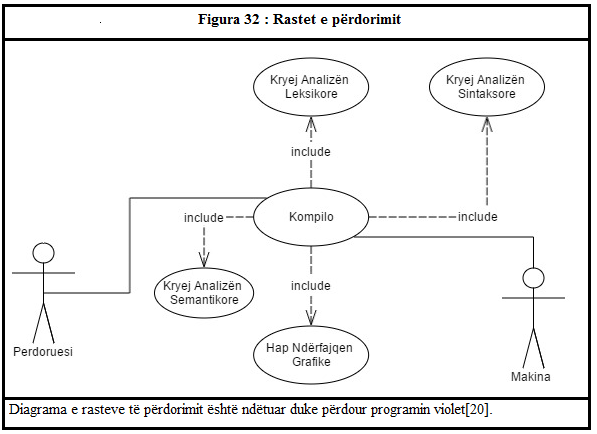 Figura 32 : Rastet e përdorimit
Kryej Analizën
Leksikore
Kryej Analizën
Sintaksore
include
Kompilo
include
include
Kryej Analizën
Semantikore
include
Perdoruesi
Hap Ndërfajqen
Grafike
Makina
Diagrama e rasteve të përdorimit është ndëtuar duke përdour programin violet[20].